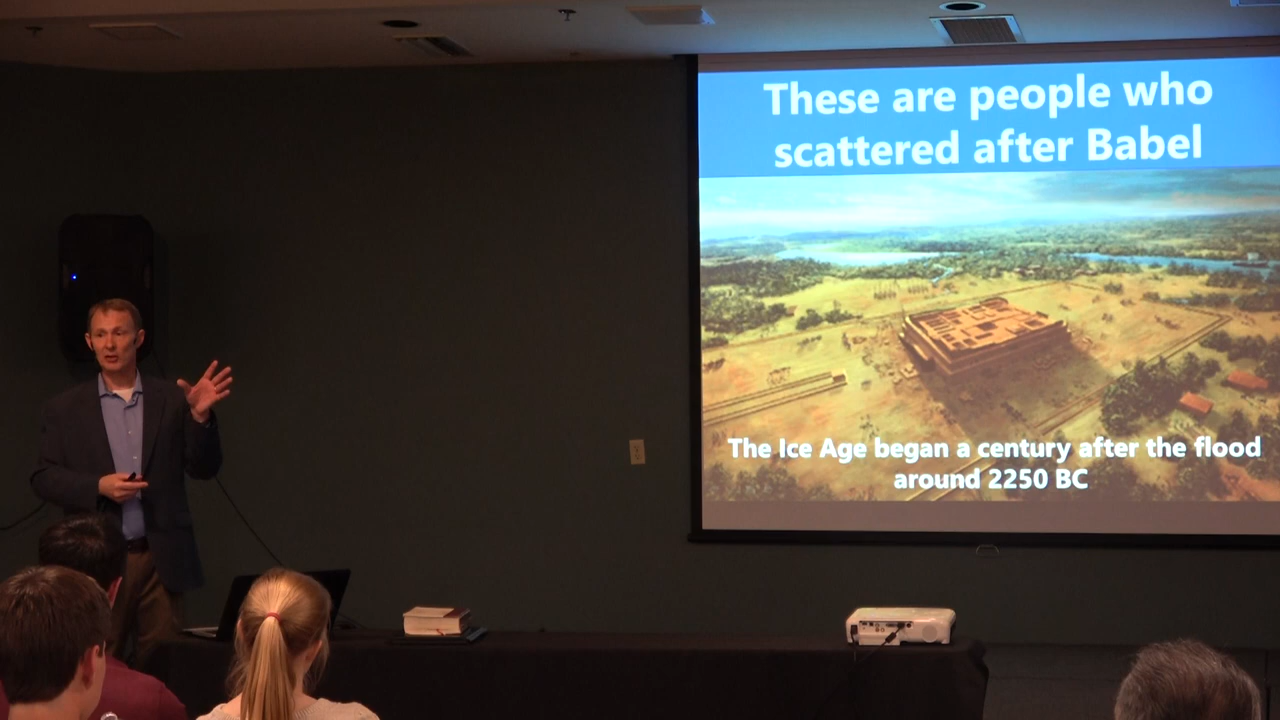 These are people who
scattered after Babel
The Ice Age began a century after the flood
around 2250 BC